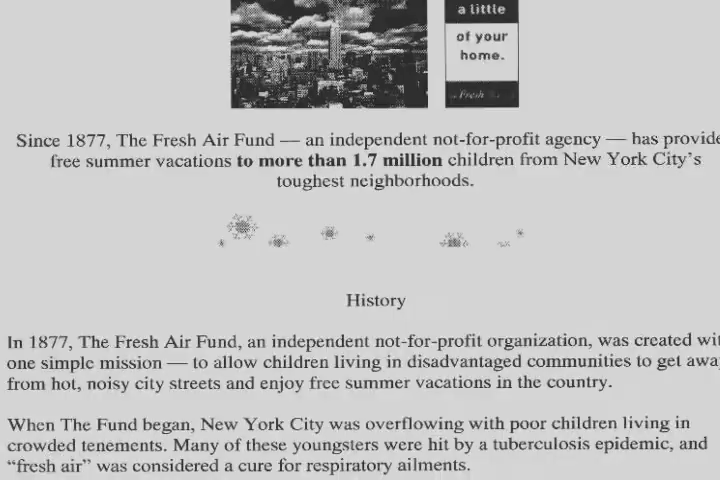 a little
of your
home.
Fresh
Since 1877, The Fresh Air Fund — an independent not-for-profit agency — has provide
free summer vacations to more than 1.7 million children from New York City's
toughest neighborhoods.
History
In 1877, The Fresh Air Fund, an independent not-for-profit organization, was created wit
one simple mission — to allow children living in disadvantaged communities to get awa
from hot, noisy city streets and enjoy free summer vacations in the country.
When The Fund began, New York City was overflowing with poor children living in
crowded tenements. Many of these youngsters were hit by a tuberculosis epidemic, and
“fresh air” was considered a cure for respiratory ailments.